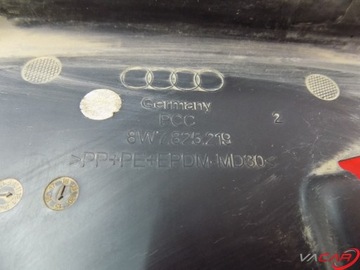 Germany
PCC
8W7.825.219
2
>PP+PE+EPDM-MD30<
VACAR